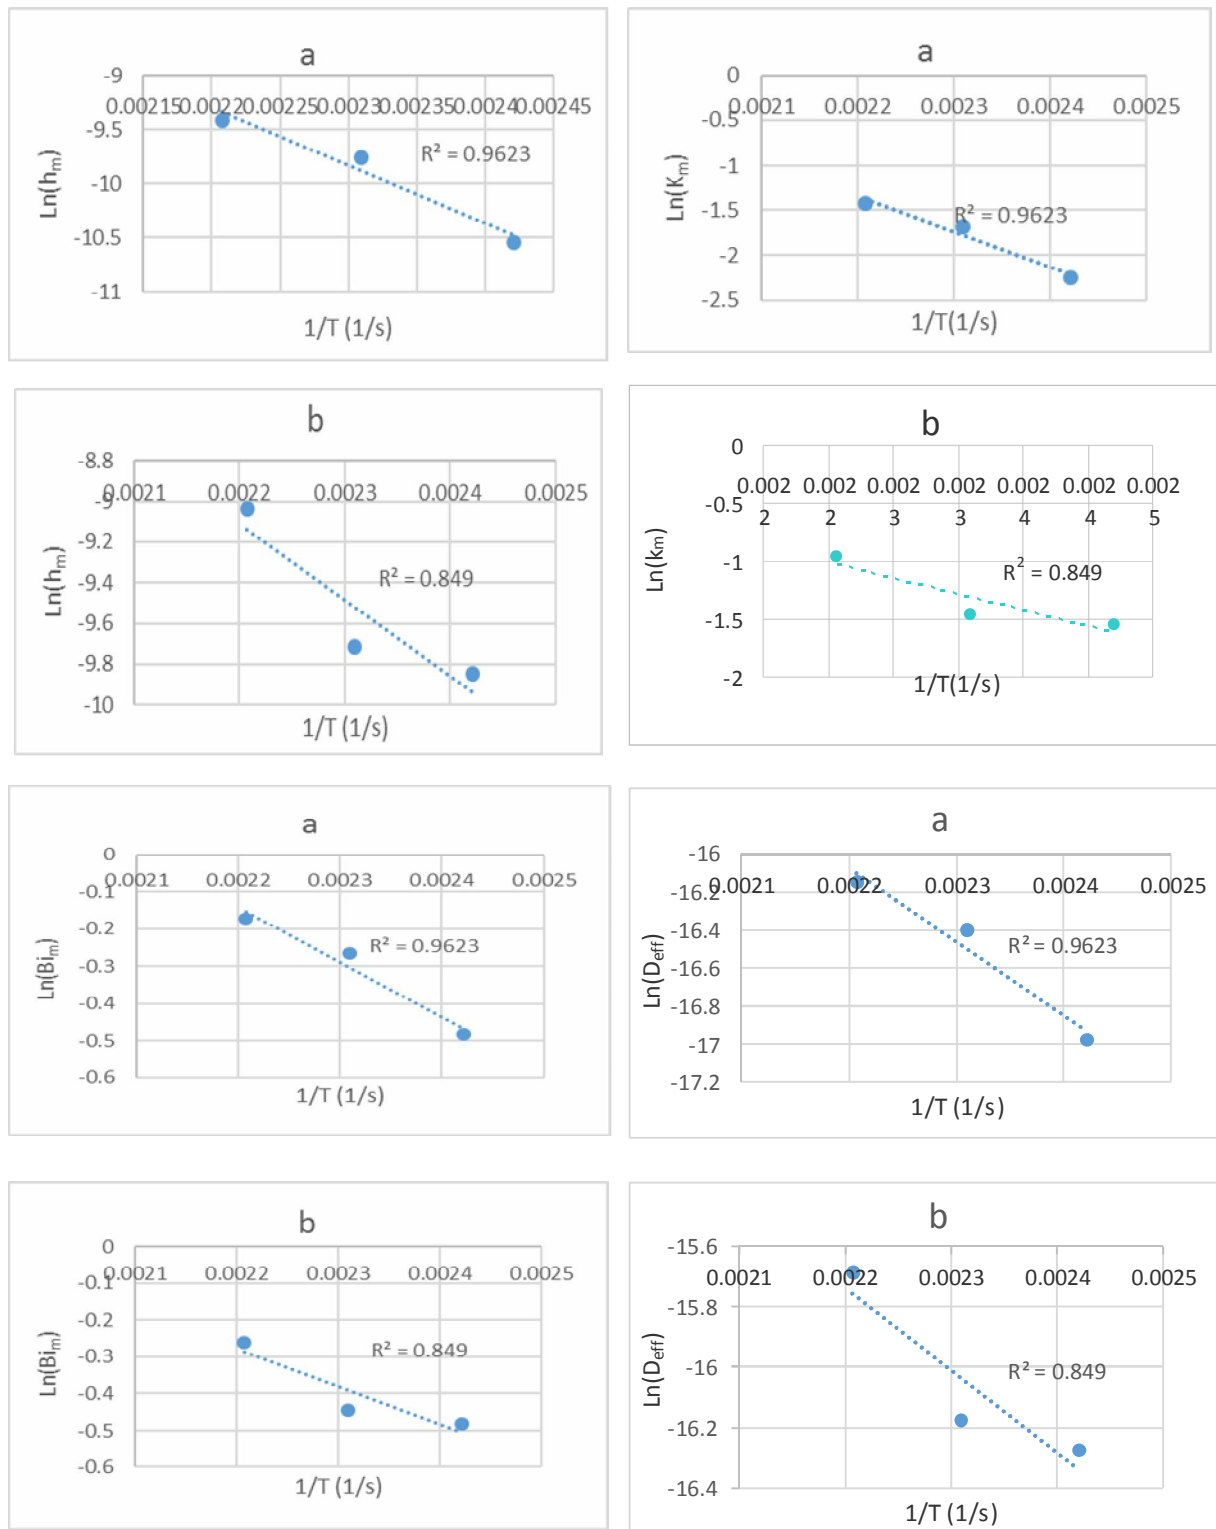 a
-9
0.00215 0.0022 0.00225 0.0023 0.00235 0.0024 0.00245
-9.5
R² = 0.9623
-10
-10.5
-11
Ln(hm)
1/T (1/s)
a
0
0.0021 0.0022 0.0023 0.0024 0.0025
-0.5
-1
-1.5
R² = 0.9623
-2
-2.5
Ln(Km)
1/T(1/s)
b
-8.8
0.0021 0.0022 0.0023 0.0024 0.0025
-9
-9.2
-9.4
R² = 0.849
-9.6
-9.8
-10
Ln(hm)
1/T (1/s)
b
0
0.002 0.002 0.002 0.002 0.002 0.002 0.002
2 2 3 3 4 4 5
-0.5
-1
R² = 0.849
-1.5
-2
Ln(km)
1/T(1/s)
a
0
0.0021 0.0022 0.0023 0.0024 0.0025
-0.1
-0.2
R² = 0.9623
-0.3
-0.4
-0.5
-0.6
Ln(Bim)
1/T (1/s)
a
-16
0.0021 0.0022 0.0023 0.0024 0.0025
-16.2
-16.4
R² = 0.9623
-16.6
-16.8
-17
-17.2
Ln(Deff)
1/T (1/s)
b
0
0.0021 0.0022 0.0023 0.0024 0.0025
-0.1
-0.2
-0.3
R² = 0.849
-0.4
-0.5
-0.6
Ln(Bim)
1/T (1/s)
b
-15.6
0.0021 0.0022 0.0023 0.0024 0.0025
-15.8
-16
R² = 0.849
-16.2
-16.4
Ln(Deff)
1/T (1/s)